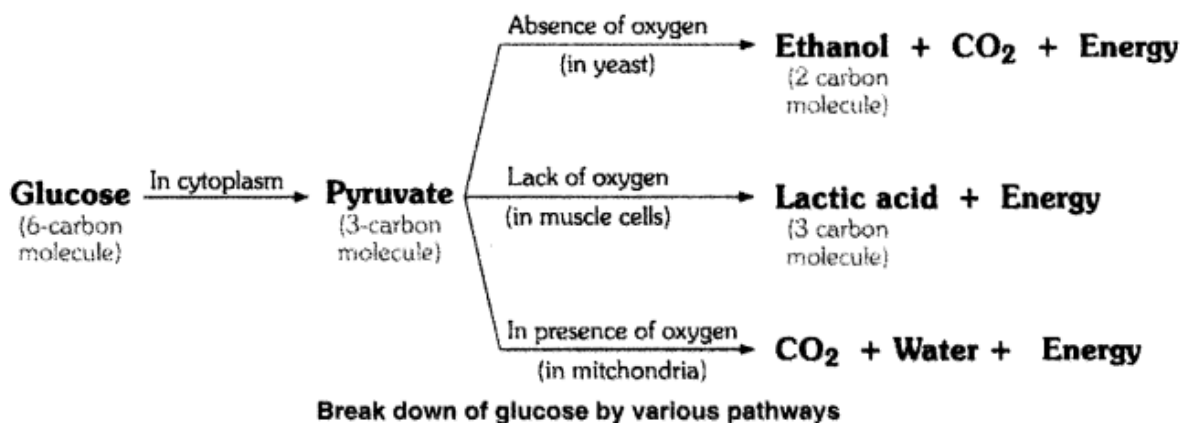 Absence of oxygen
(in yeast)
Ethanol + CO₂ + Energy
(2 carbon
molecule)
Glucose
(6-carbon
molecule)
In cytoplasm
Pyruvate
(3-carbon
molecule)
Lack of oxygen
(in muscle cells)
Lactic acid + Energy
(3 carbon
molecule)
In presence of oxygen
(in mitchondria)
CO₂ + Water + Energy
Break down of glucose by various pathways